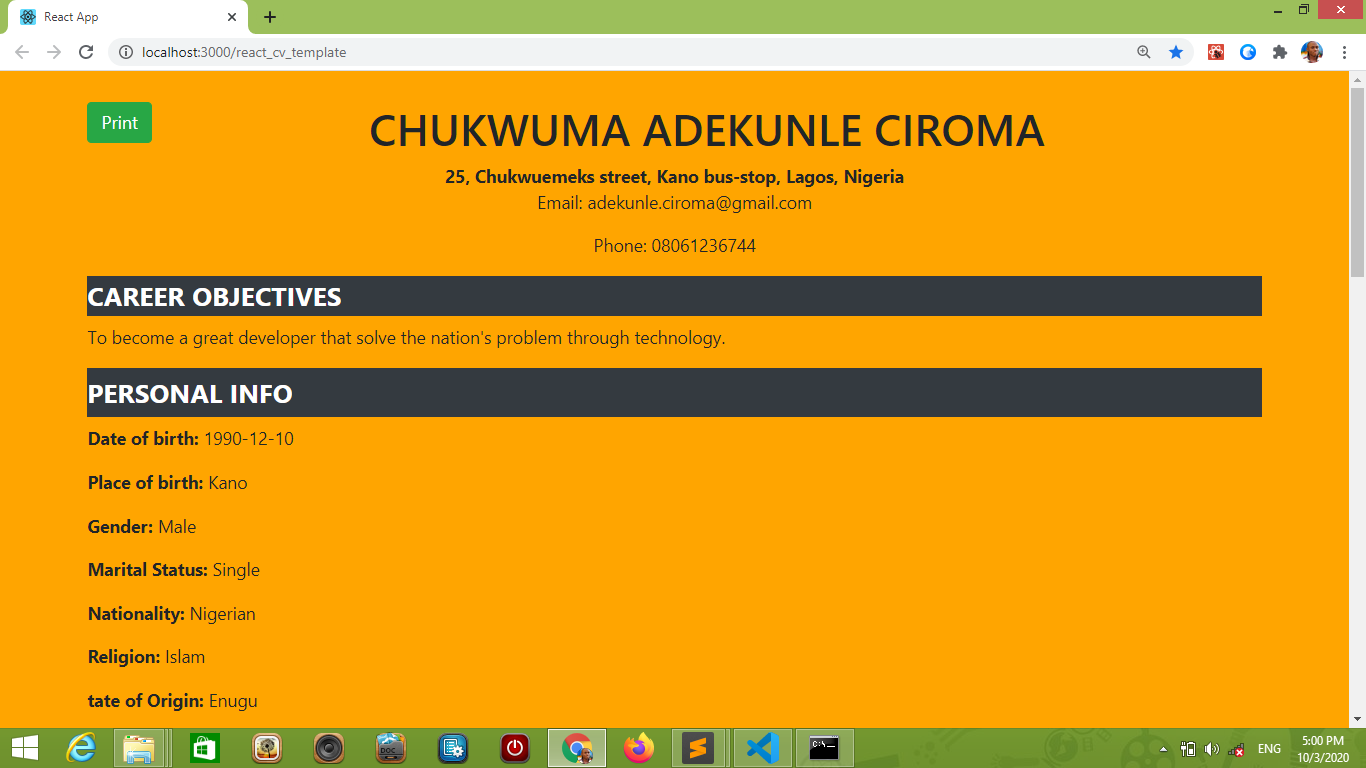 React App
localhost:3000/react_cv_template
Print
CHUKWUMA ADEKUNLE CIROMA
25, Chukwuemeks street, Kano bus-stop, Lagos, Nigeria
Email: adekunle.ciroma@gmail.com
Phone: 08061236744
CAREER OBJECTIVES
To become a great developer that solve the nation's problem through technology.
PERSONAL INFO
Date of birth: 1990-12-10
Place of birth: Kano
Gender: Male
Marital Status: Single
Nationality: Nigerian
Religion: Islam
tate of Origin: Enugu
DOC
C:\_
ENG
5:00 PM
10/3/2020